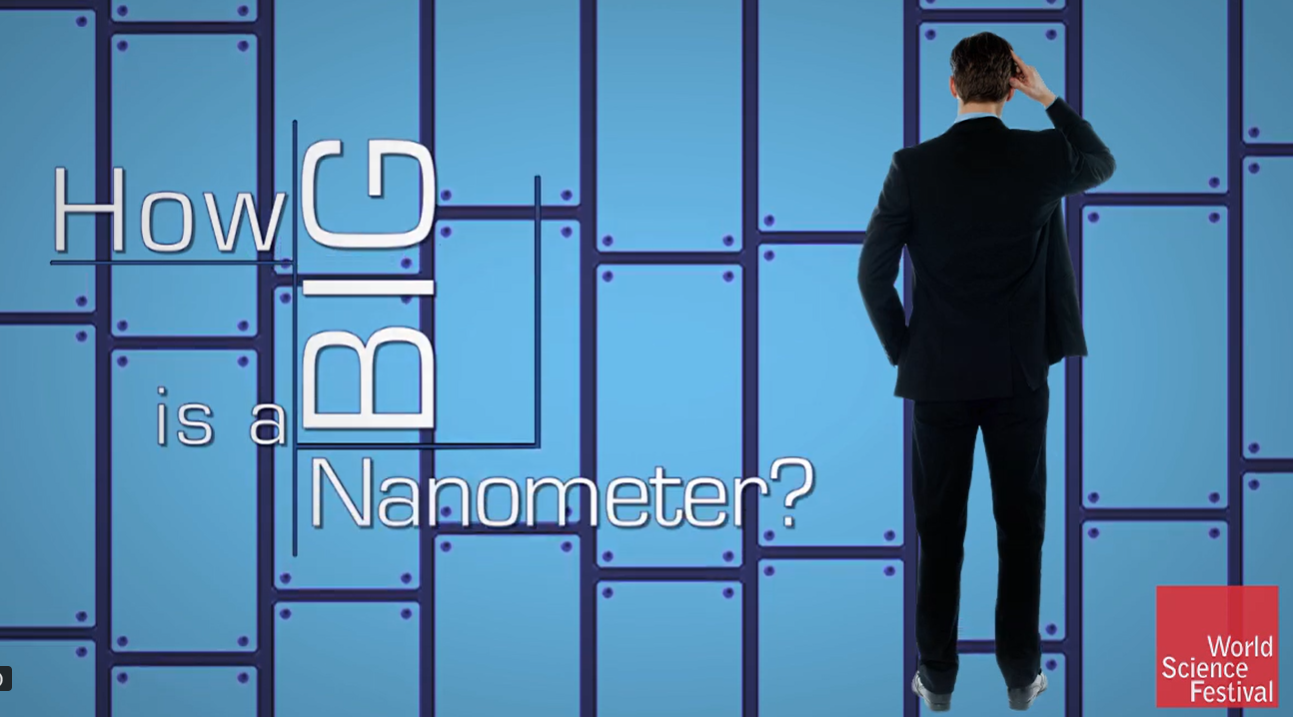 How
BIG
is a
Nanometer?
World
Science
Festival